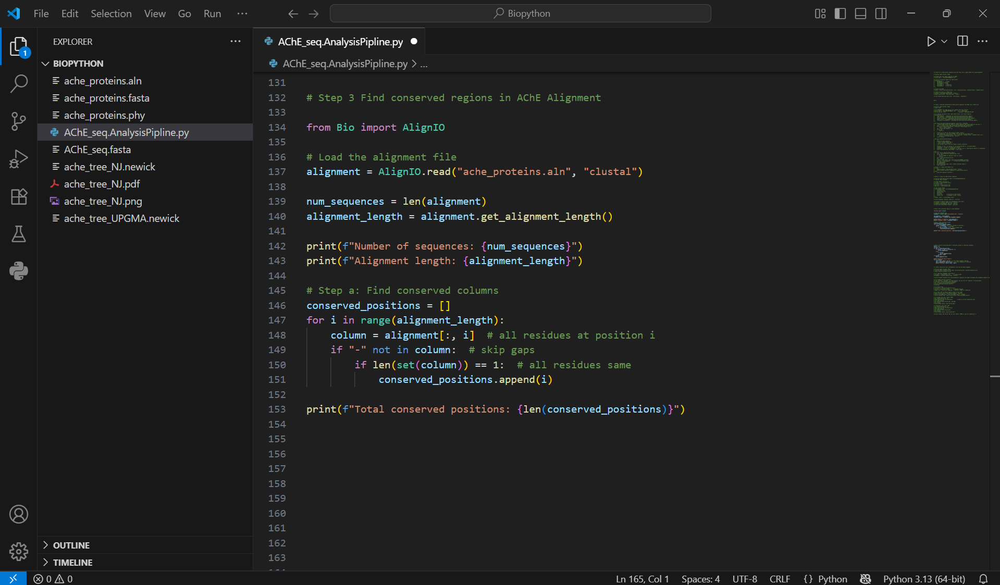 File Edit Selection View Go Run ···
Biopython
EXPLORER
BIOPYTHON
ache_proteins.aln
ache_proteins.fasta
ache_proteins.phy
AChE_seq.AnalysisPipline.py
AChE_seq.fasta
ache_tree_NJ.newick
ache_tree_NJ.pdf
ache_tree_NJ.png
ache_tree_UPGMA.newick
OUTLINE
TIMELINE
1
AChE_seq.AnalysisPipline.py
AChE_seq.AnalysisPipline.py > ...
131
132 # Step 3 Find conserved regions in AChE Alignment
133
134 from Bio import AlignIO
135
136 # Load the alignment file
137 alignment = AlignIO.read("ache_proteins.aln", "clustal")
138
139 num_sequences = len(alignment)
140 alignment_length = alignment.get_alignment_length()
141
142 print(f"Number of sequences: {num_sequences}")
143 print(f"Alignment length: {alignment_length}")
144
145 # Step a: Find conserved columns
146 conserved_positions = []
147 for i in range(alignment_length):
148     column = alignment[:, i]  # all residues at position i
149     if "-" not in column:  # skip gaps
150         if len(set(column)) == 1:  # all residues same
151             conserved_positions.append(i)
152
153 print(f"Total conserved positions: {len(conserved_positions)}")
154
155
156
157
158
159
160
161
162
163
0 0 Ln 165, Col 1 Spaces: 4 UTF-8 CRLF {} Python Python 3.13 (64-bit)